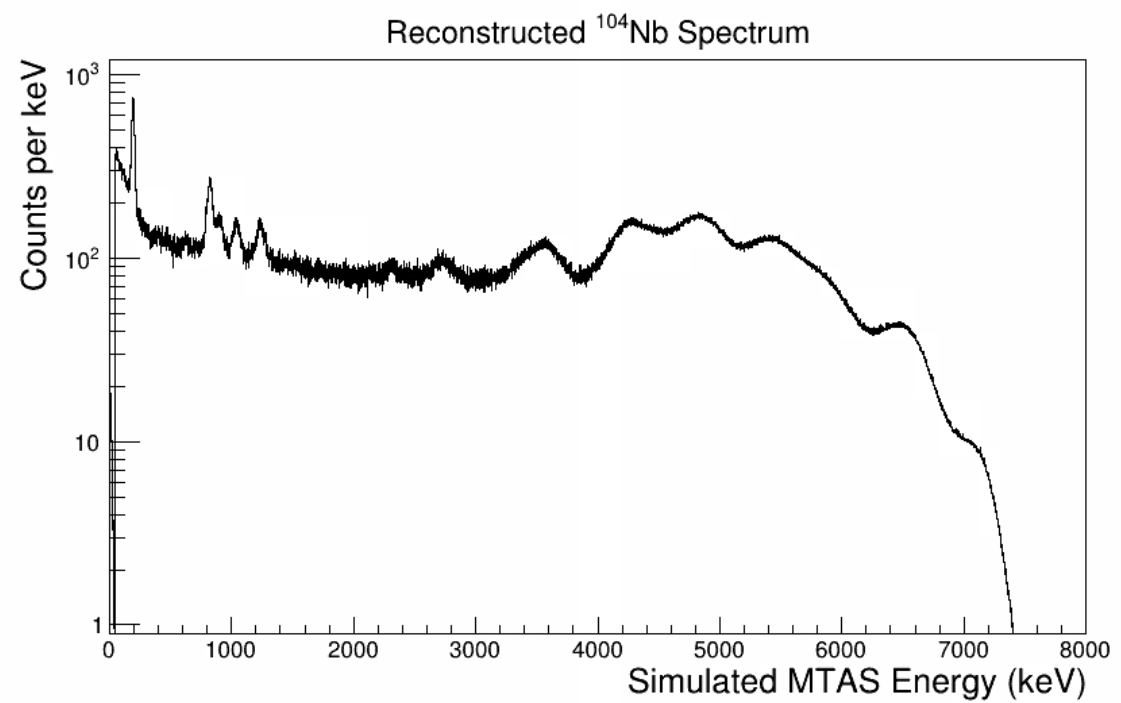 Reconstructed ¹⁰⁴Nb Spectrum
Counts per keV
10³
10²
10
1
0 1000 2000 3000 4000 5000 6000 7000 8000
Simulated MTAS Energy (keV)